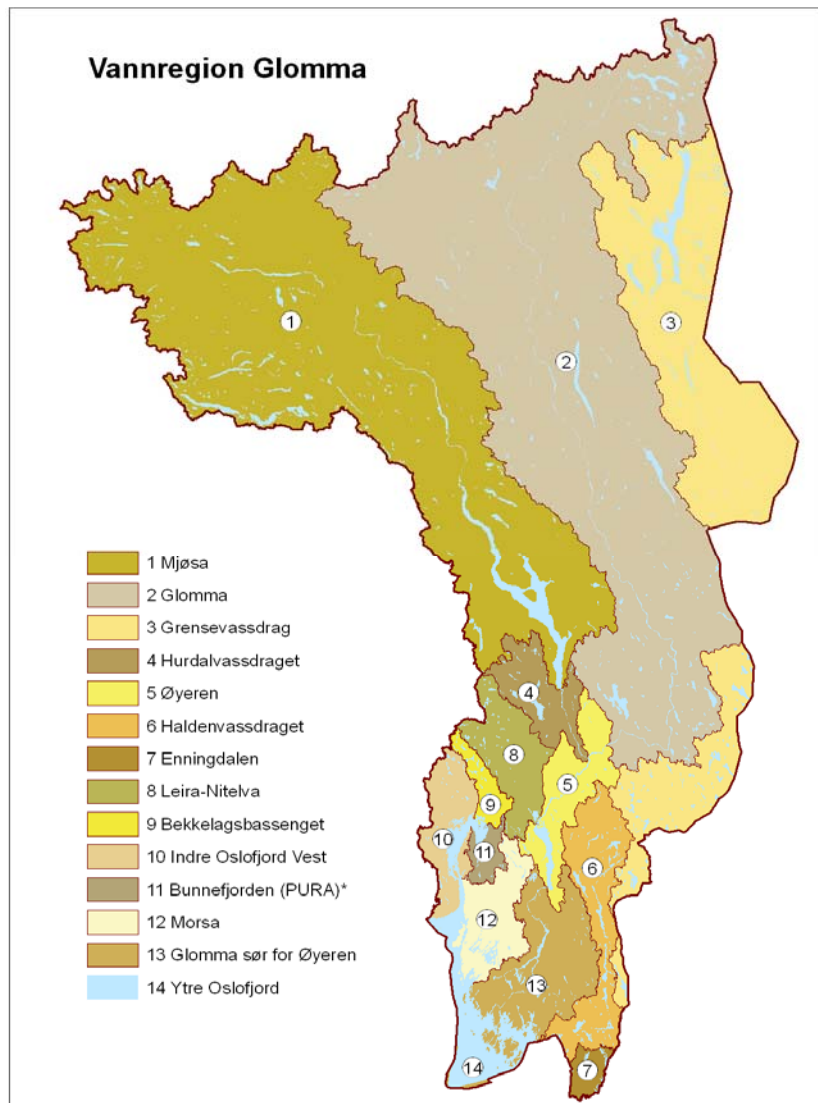 Vannregion Glomma
1
2
3
1 Mjøsa
2 Glomma
3 Grensevassdrag
4 Hurdalvassdraget
5 Øyeren
6 Haldenvassdraget
7 Enningdalen
8 Leira-Nitelva
9 Bekkelagsbassenget
10 Indre Oslofjord Vest
11 Bunnefjorden (PURA)*
12 Morsa
13 Glomma sør for Øyeren
14 Ytre Oslofjord
4
8
5
9
10
11
6
12
13
14
7